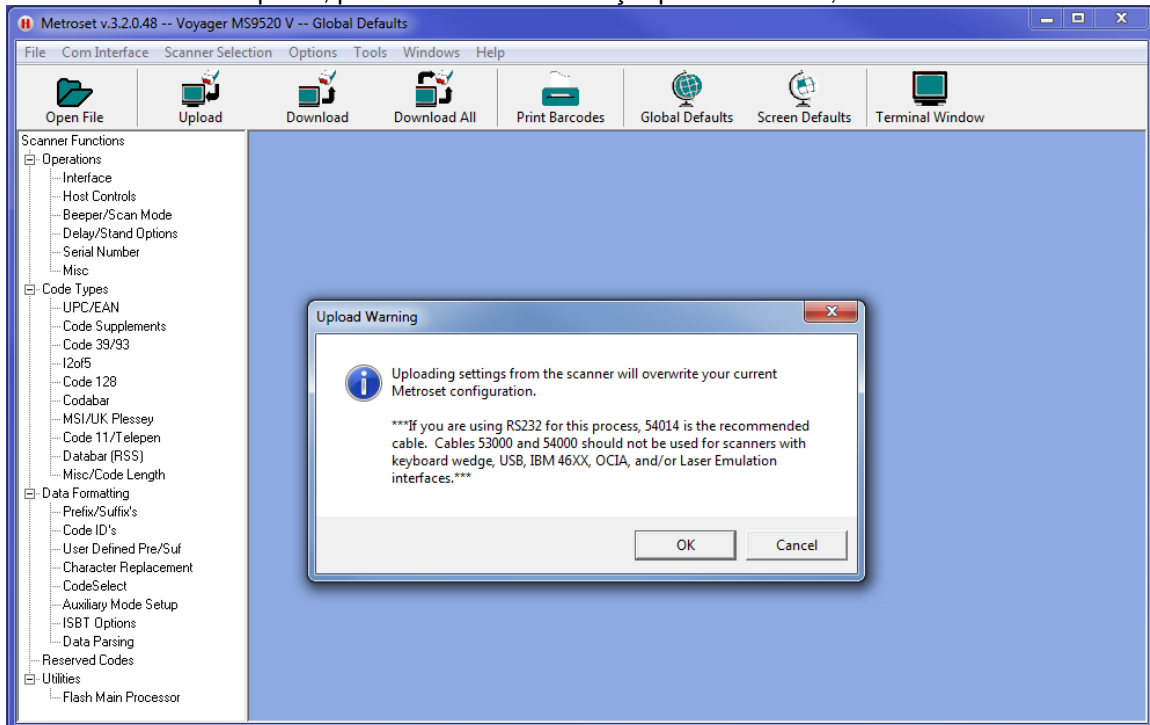 Metroset v.3.2.0.48 -- Voyager MS9520 V -- Global Defaults
File Com Interface Scanner Selection Options Tools Windows Help
Open File Upload Download Download All Print Barcodes Global Defaults Screen Defaults Terminal Window
Scanner Functions
Operations
Interface
Host Controls
Beeper/Scan Mode
Delay/Stand Options
Serial Number
Misc
Code Types
UPC/EAN
Code Supplements
Code 39/93
I2of5
Code 128
Codabar
MSI/UK Plessey
Code 11/Telepen
Databar (RSS)
Misc/Code Length
Data Formatting
Prefix/Suffix's
Code ID's
User Defined Pre/Suf
Character Replacement
CodeSelect
Auxiliary Mode Setup
ISBT Options
Data Parsing
Reserved Codes
Utilities
Flash Main Processor
Upload Warning
Uploading settings from the scanner will overwrite your current
Metroset configuration.
***If you are using RS232 for this process, 54014 is the recommended
cable. Cables 53000 and 54000 should not be used for scanners with
keyboard wedge, USB, IBM 46XX, OCIA, and/or Laser Emulation
interfaces.***
OK Cancel